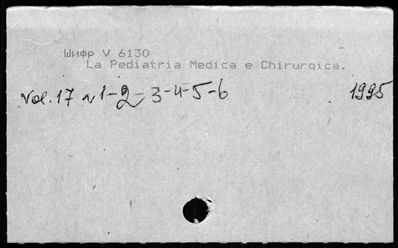 Шифр V 6130
La Pediatria Medica e Chirurgica.
vol. 17 n 1-2-3-4-5-6 1995